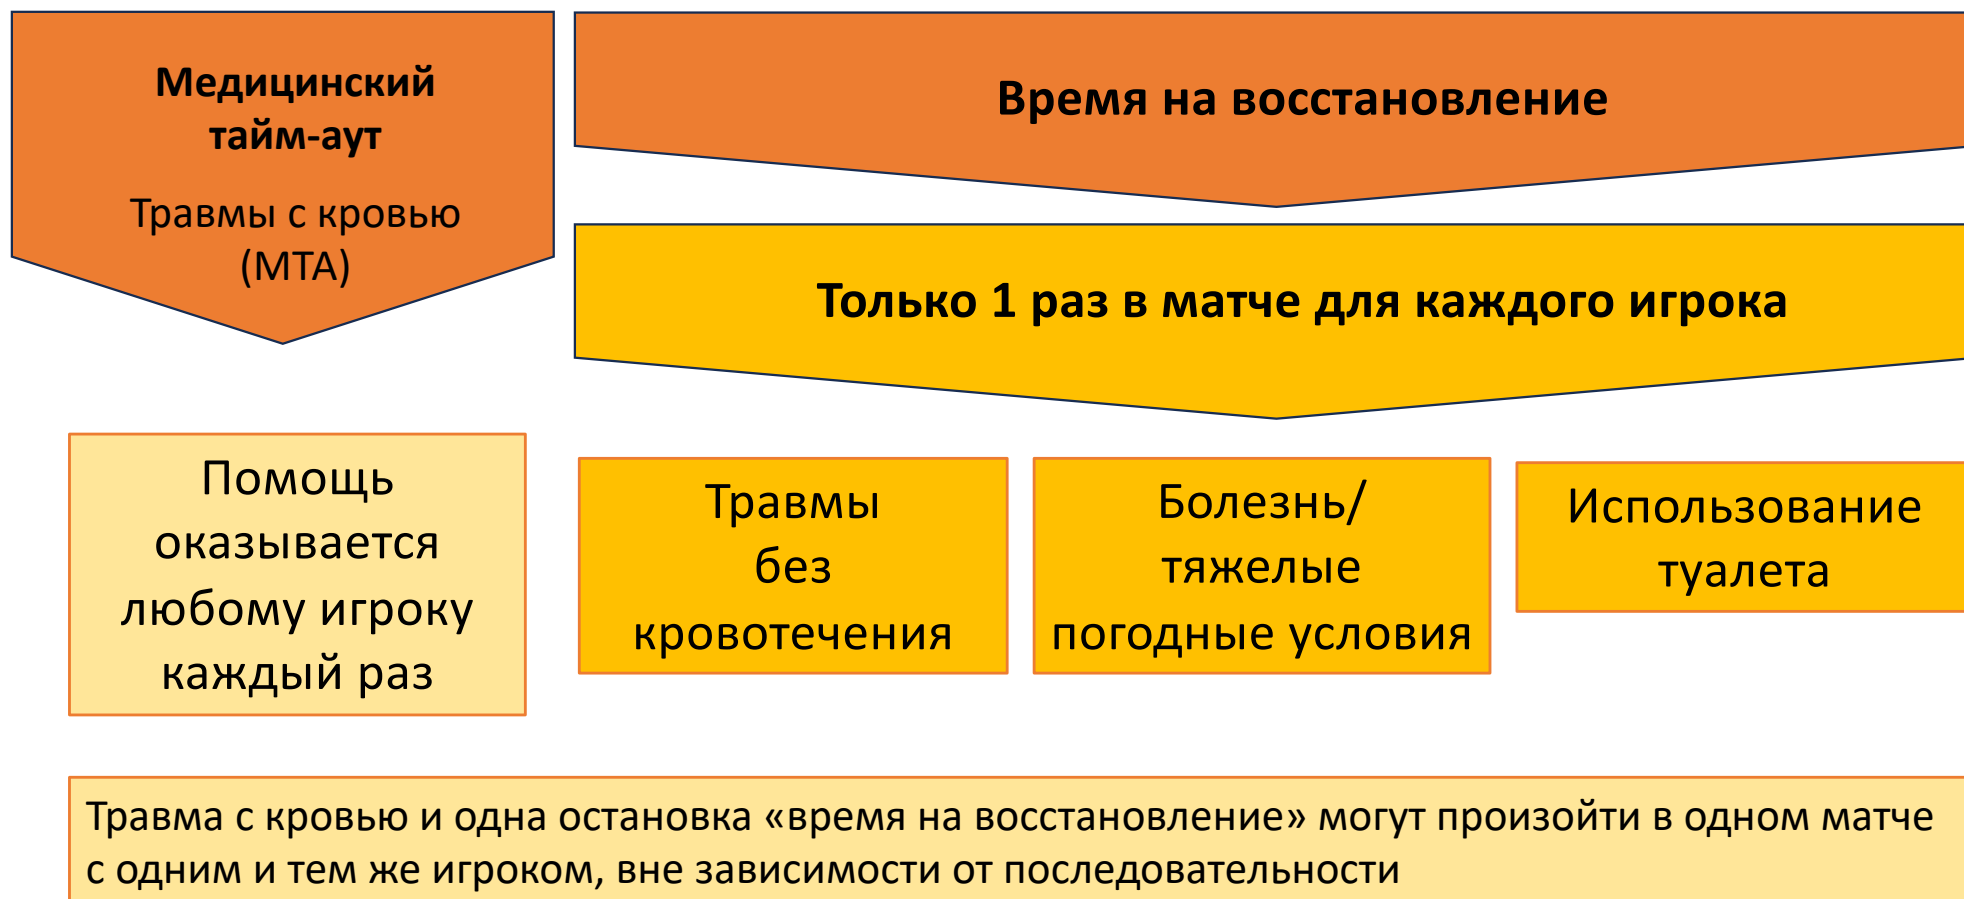 Медицинский
тайм-аут
Травмы с кровью
(МТА)
Время на восстановление
Только 1 раз в матче для каждого игрока
Помощь
оказывается
любому игроку
каждый раз
Травмы
без
кровотечения
Болезнь/
тяжелые
погодные условия
Использование
туалета
Травма с кровью и одна остановка «время на восстановление» могут произойти в одном матче
с одним и тем же игроком, вне зависимости от последовательности